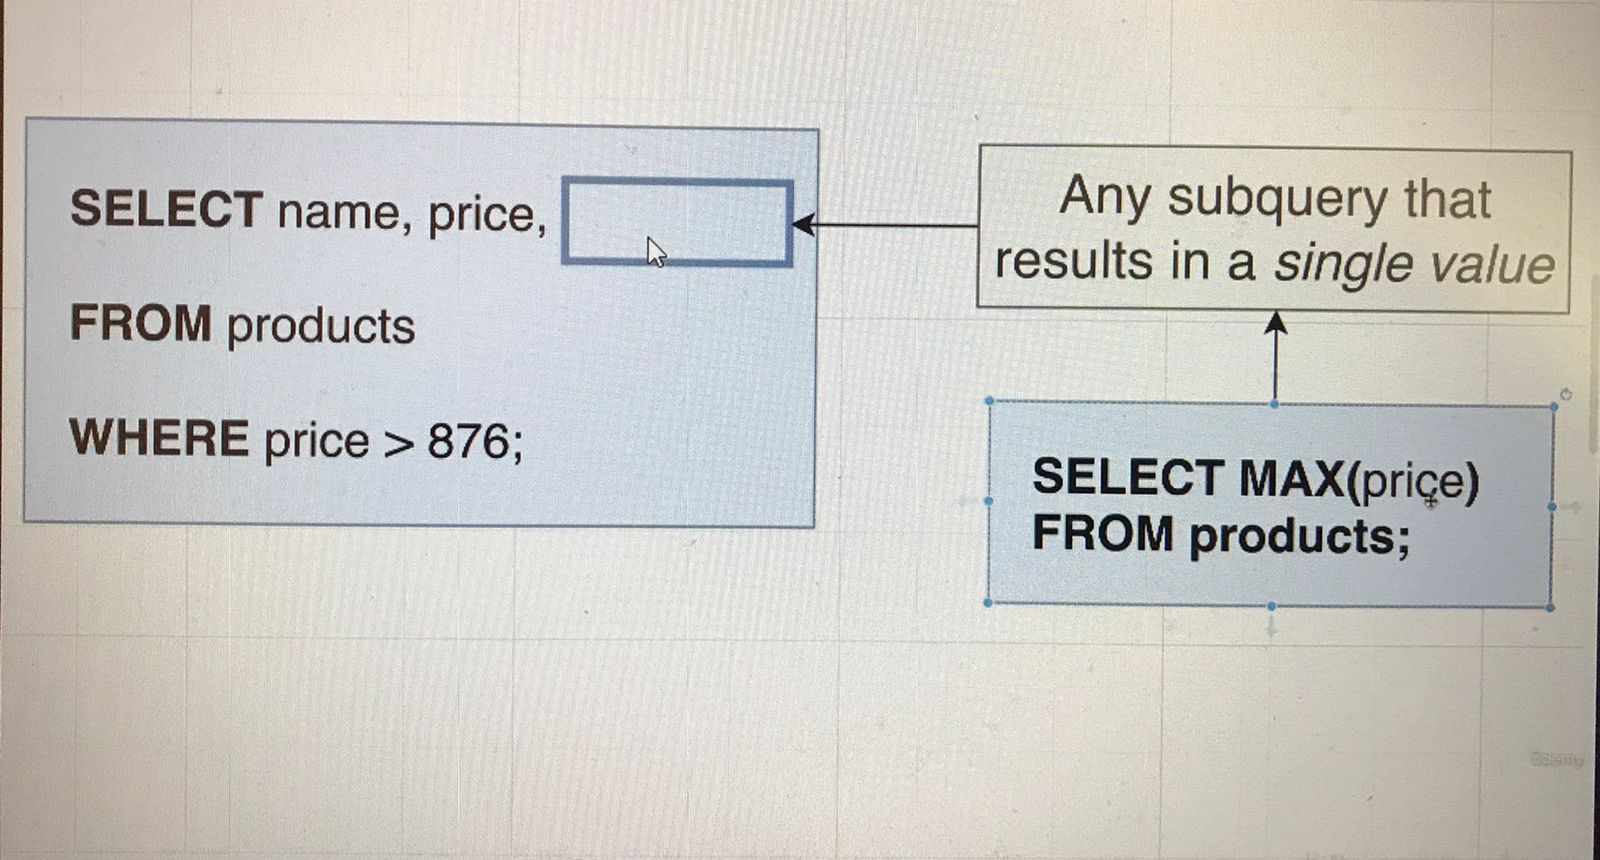 SELECT name, price,
FROM products
WHERE price > 876;
Any subquery that
results in a single value
SELECT MAX(price)
FROM products;
Udemy